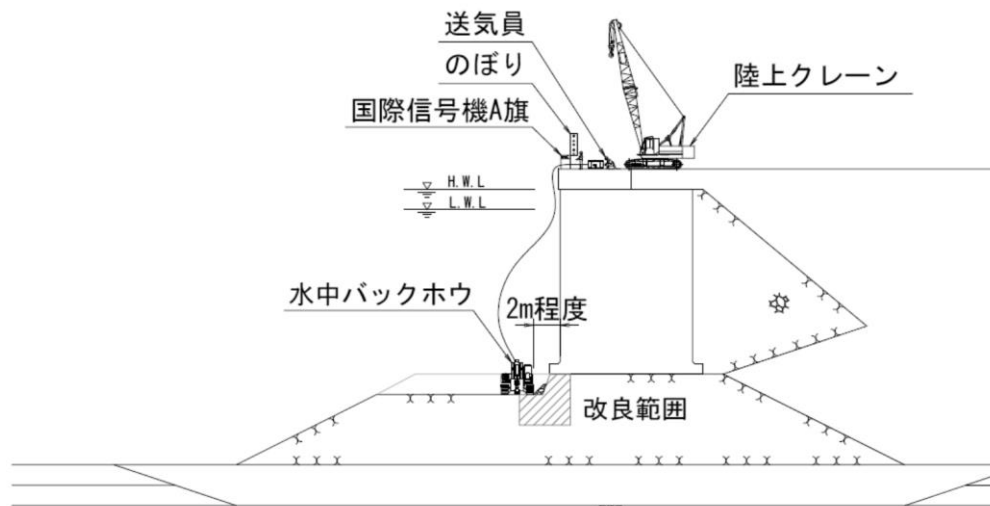 送気員
のぼり
国際信号機A旗
陸上クレーン
H.W.L
L.W.L
水中バックホウ
2m程度
改良範囲